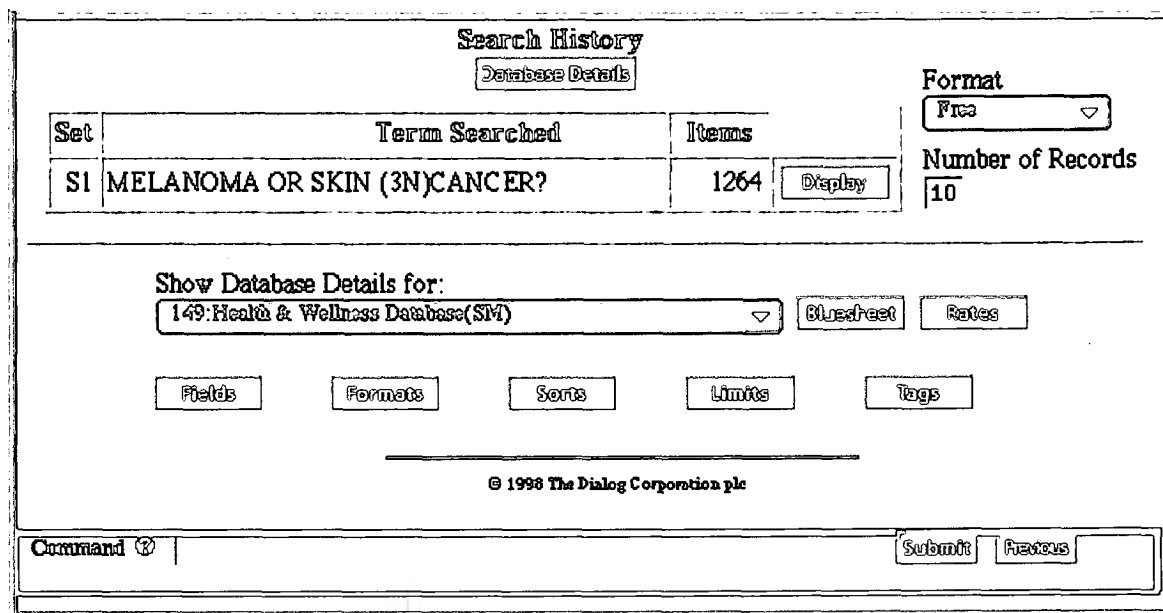 Search History
Database Details
Format
Free
Set Term Searched Items
Number of Records
S1 MELANOMA OR SKIN (3N)CANCER? 1264 Display
10
Show Database Details for:
149:Health & Wellness Database(SM)
Bluesheet Rates
Fields Formats Sorts Limits Tags
© 1998 The Dialog Corporation plc
Command ? Submit Previous